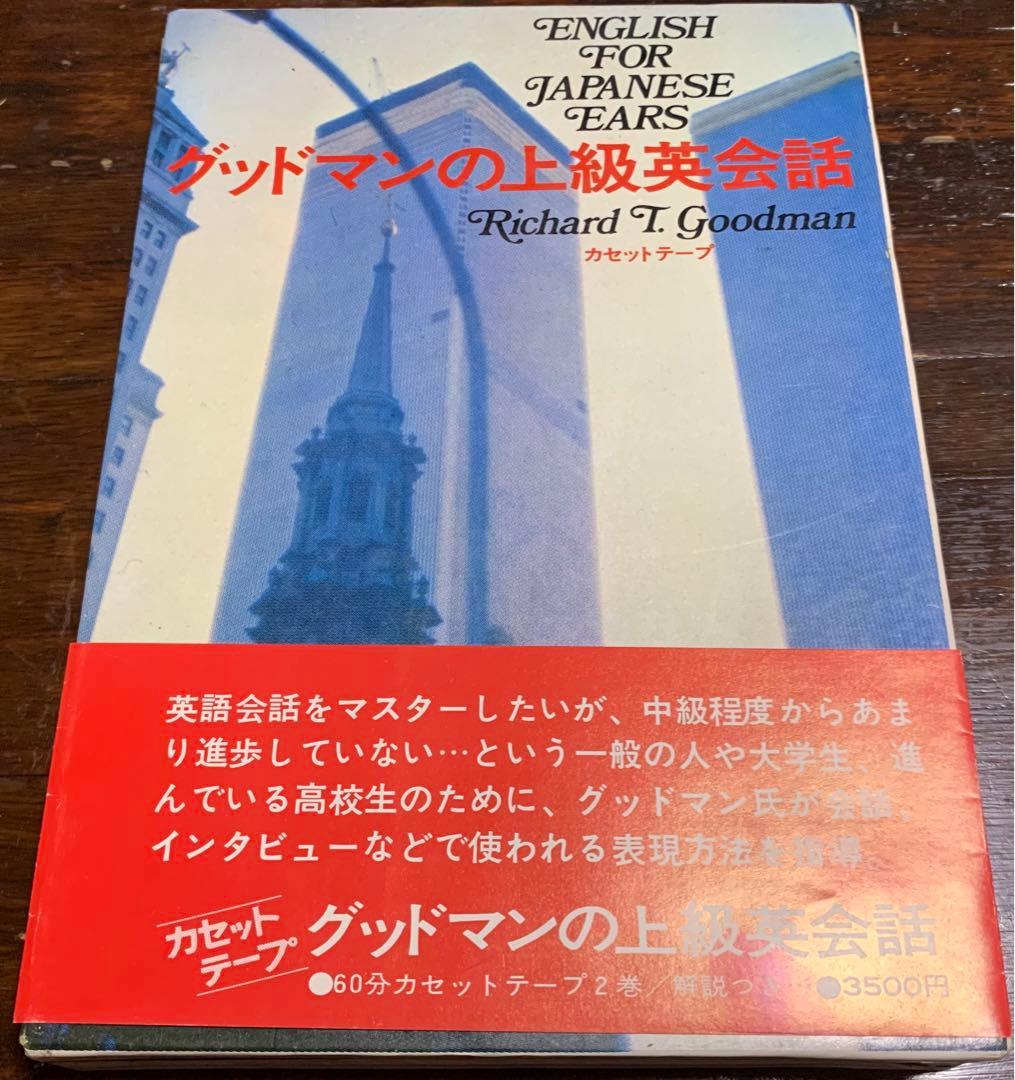 ENGLISH
FOR
JAPANESE
EARS
グッドマンの上級英会話
Richard T. Goodman
カセットテープ
英語会話をマスターしたいが、中級程度からあま
り進歩していない…という一般の人や大学生、進
んでいる高校生のために、グッドマン氏が会話、
インタビューなどで使われる表現方法を指導。
カセット
テープ
グッドマンの上級英会話
●60分カセットテープ2巻/解説つき…●3500円